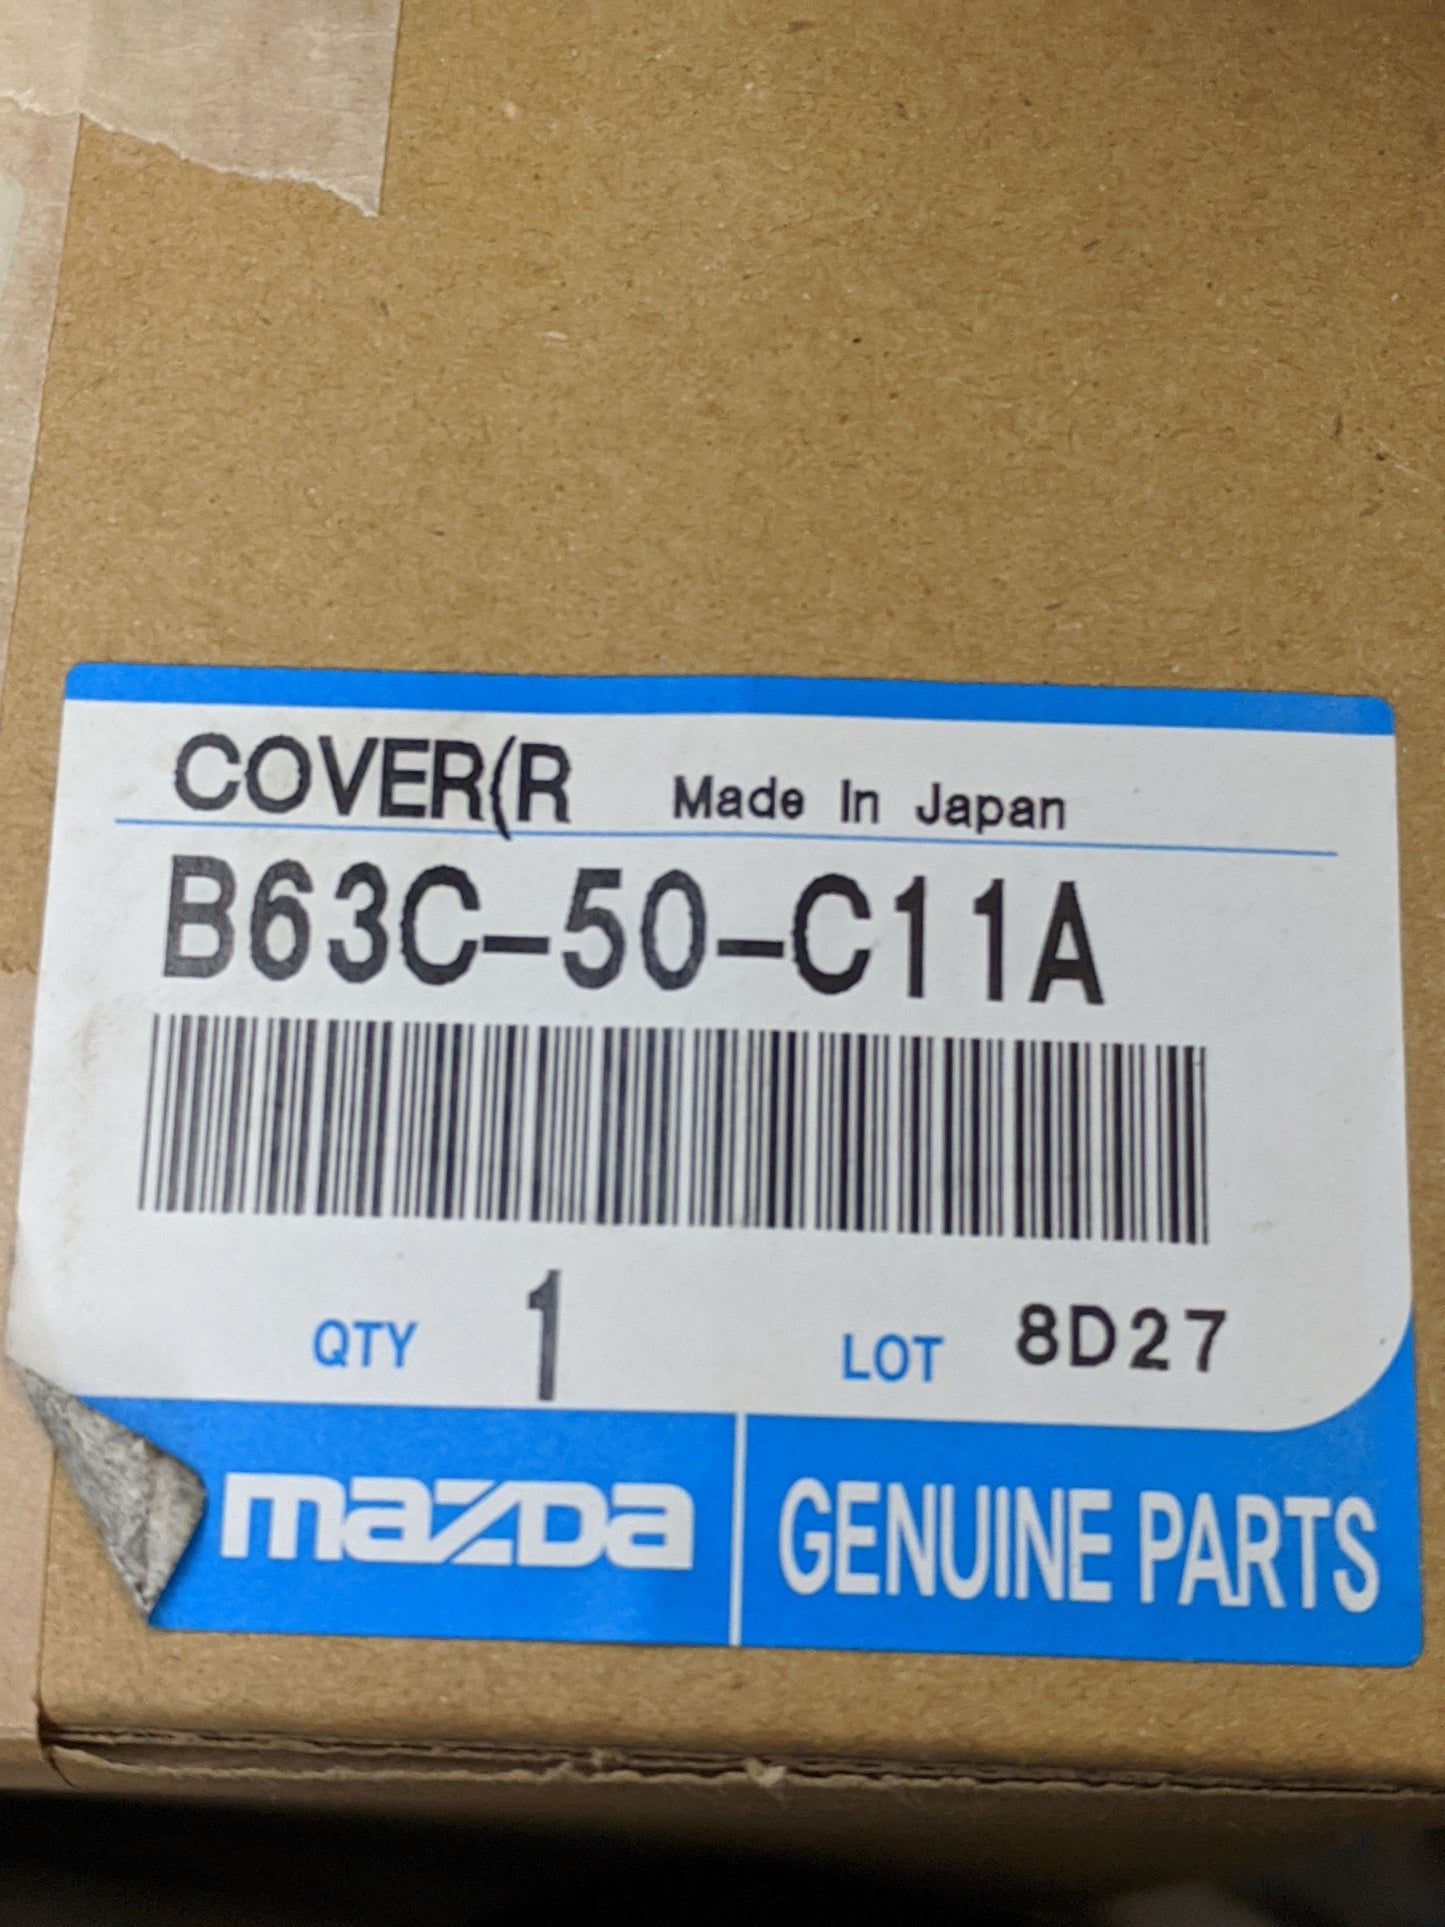 COVER(R Made In Japan
B63C-50-C11A
QTY 1 LOT 8D27
mazda GENUINE PARTS